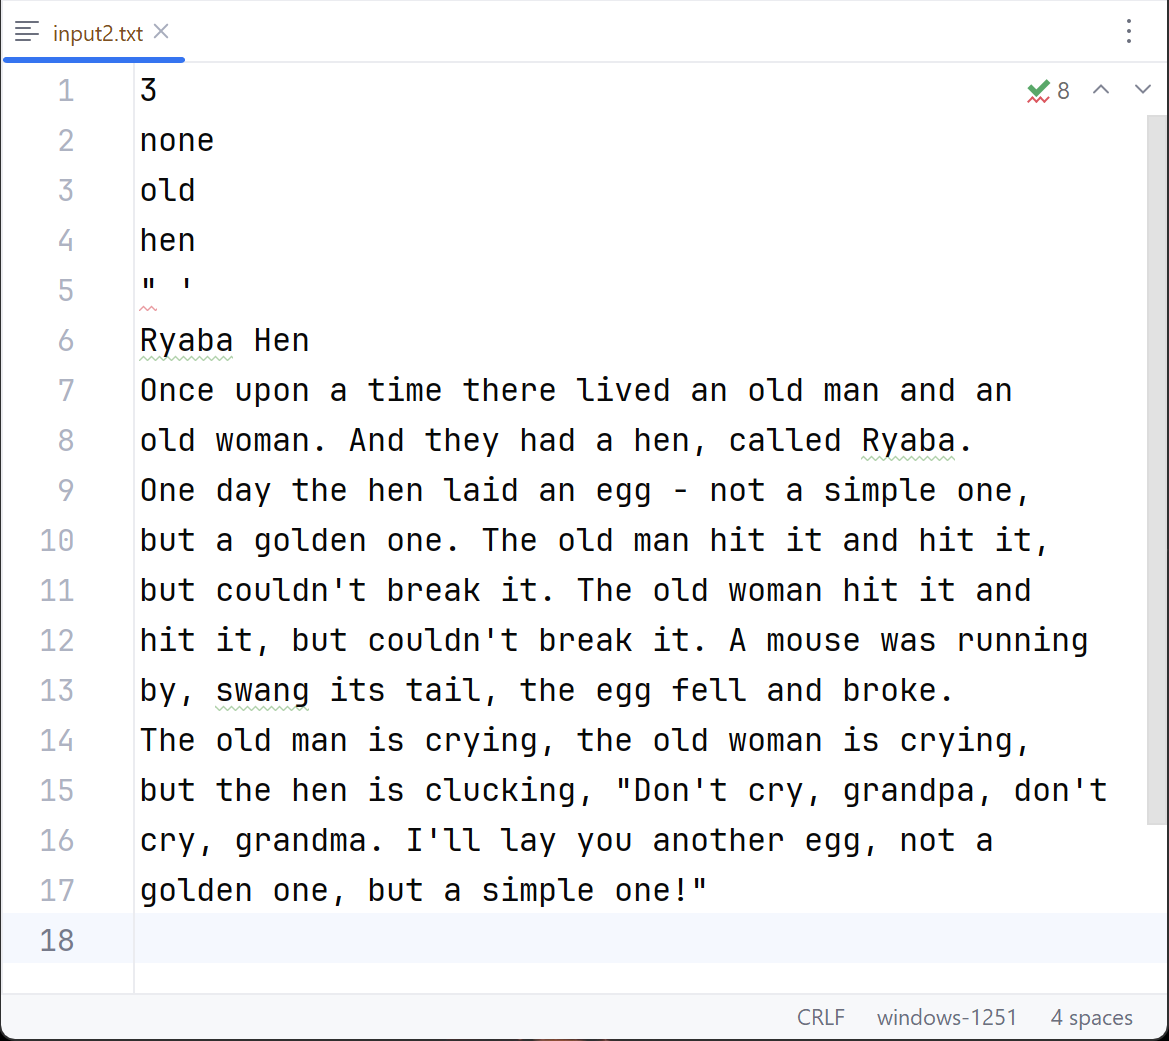 input2.txt
8
1 3
2 none
3 old
4 hen
5 " '
6 Ryaba Hen
7 Once upon a time there lived an old man and an
8 old woman. And they had a hen, called Ryaba.
9 One day the hen laid an egg - not a simple one,
10 but a golden one. The old man hit it and hit it,
11 but couldn't break it. The old woman hit it and
12 hit it, but couldn't break it. A mouse was running
13 by, swang its tail, the egg fell and broke.
14 The old man is crying, the old woman is crying,
15 but the hen is clucking, "Don't cry, grandpa, don't
16 cry, grandma. I'll lay you another egg, not a
17 golden one, but a simple one!"
18
CRLF windows-1251 4 spaces